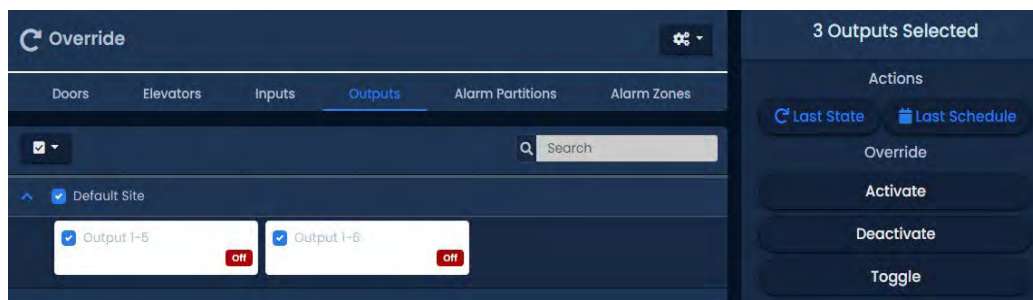 Override
Doors Elevators Inputs Outputs Alarm Partitions Alarm Zones
Search
Default Site
Output 1-5 Off
Output 1-6 Off
3 Outputs Selected
Actions
Last State Last Schedule
Override
Activate
Deactivate
Toggle